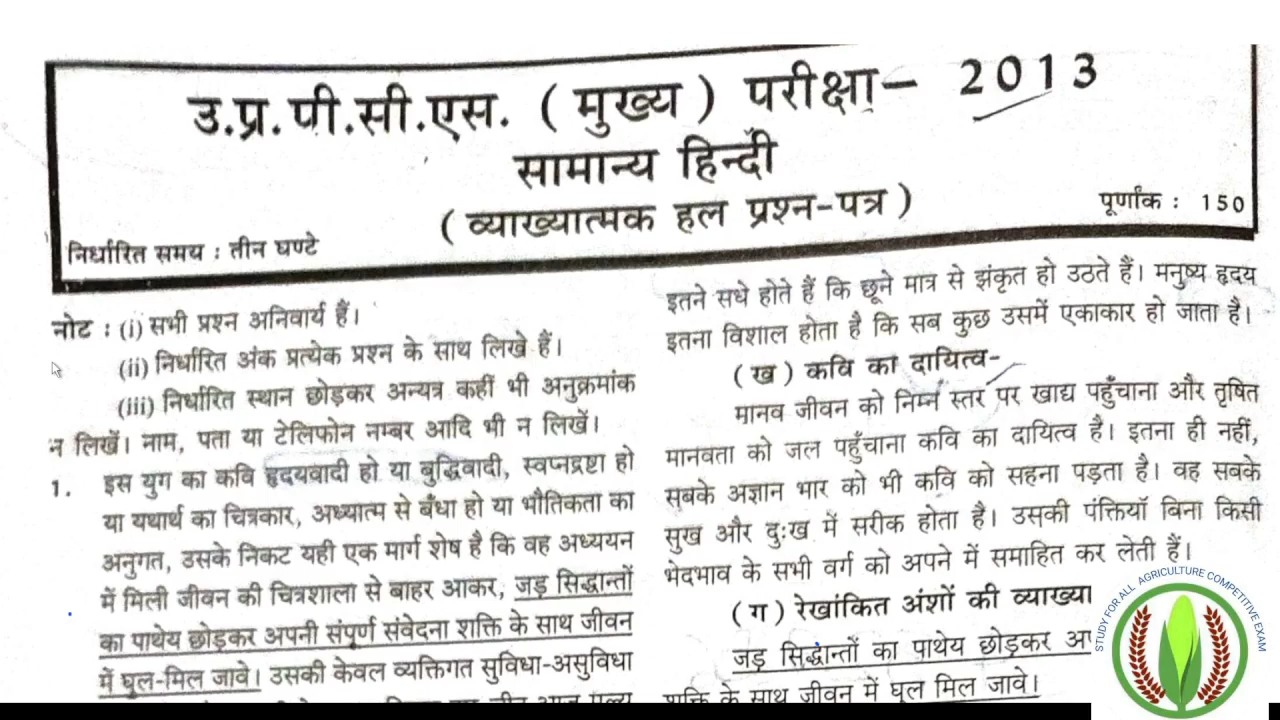 उ.प्र.पी.सी.एस. ( मुख्य ) परीक्षा– 2013
सामान्य हिन्दी
( व्याख्यात्मक हल प्रश्न-पत्र )
निर्धारित समय : तीन घण्टे
पूर्णांक : 150
नोट : (i) सभी प्रश्न अनिवार्य हैं।
(ii) निर्धारित अंक प्रत्येक प्रश्न के साथ लिखे हैं।
(iii) निर्धारित स्थान छोड़कर अन्यत्र कहीं भी अनुक्रमांक
न लिखें। नाम, पता या टेलिफोन नम्बर आदि भी न लिखें।
1. इस युग का कवि हृदयवादी हो या बुद्धिवादी, स्वप्नद्रष्टा हो
या यथार्थ का चित्रकार, अध्यात्म से बँधा हो या भौतिकता का
अनुगत, उसके निकट यही एक मार्ग शेष है कि वह अध्ययन
में मिली जीवन की चित्रशाला से बाहर आकर, जड़ सिद्धान्तों
का पाथेय छोड़कर अपनी संपूर्ण संवेदना शक्ति के साथ जीवन
में घुल-मिल जावे। उसकी केवल व्यक्तिगत सुविधा-असुविधा
इतने सधे होते हैं कि छूने मात्र से झंकृत हो उठते हैं। मनुष्य हृदय
इतना विशाल होता है कि सब कुछ उसमें एकाकार हो जाता है।
( ख ) कवि का दायित्व-
मानव जीवन को निम्न स्तर पर खाद्य पहुँचाना और तृषित
मानवता को जल पहुँचाना कवि का दायित्व है। इतना ही नहीं,
सबके अज्ञान भार को भी कवि को सहना पड़ता है। वह सबके
सुख और दुःख में सरीक होता है। उसकी पंक्तियाँ बिना किसी
भेदभाव के सभी वर्ग को अपने में समाहित कर लेती हैं।
( ग ) रेखांकित अंशों की व्याख्या
जड़ सिद्धान्तों का पाथेय छोड़कर
शक्ति के साथ जीवन में घुल मिल जावे।
STUDY FOR ALL AGRICULTURE COMPETITIVE EXAM